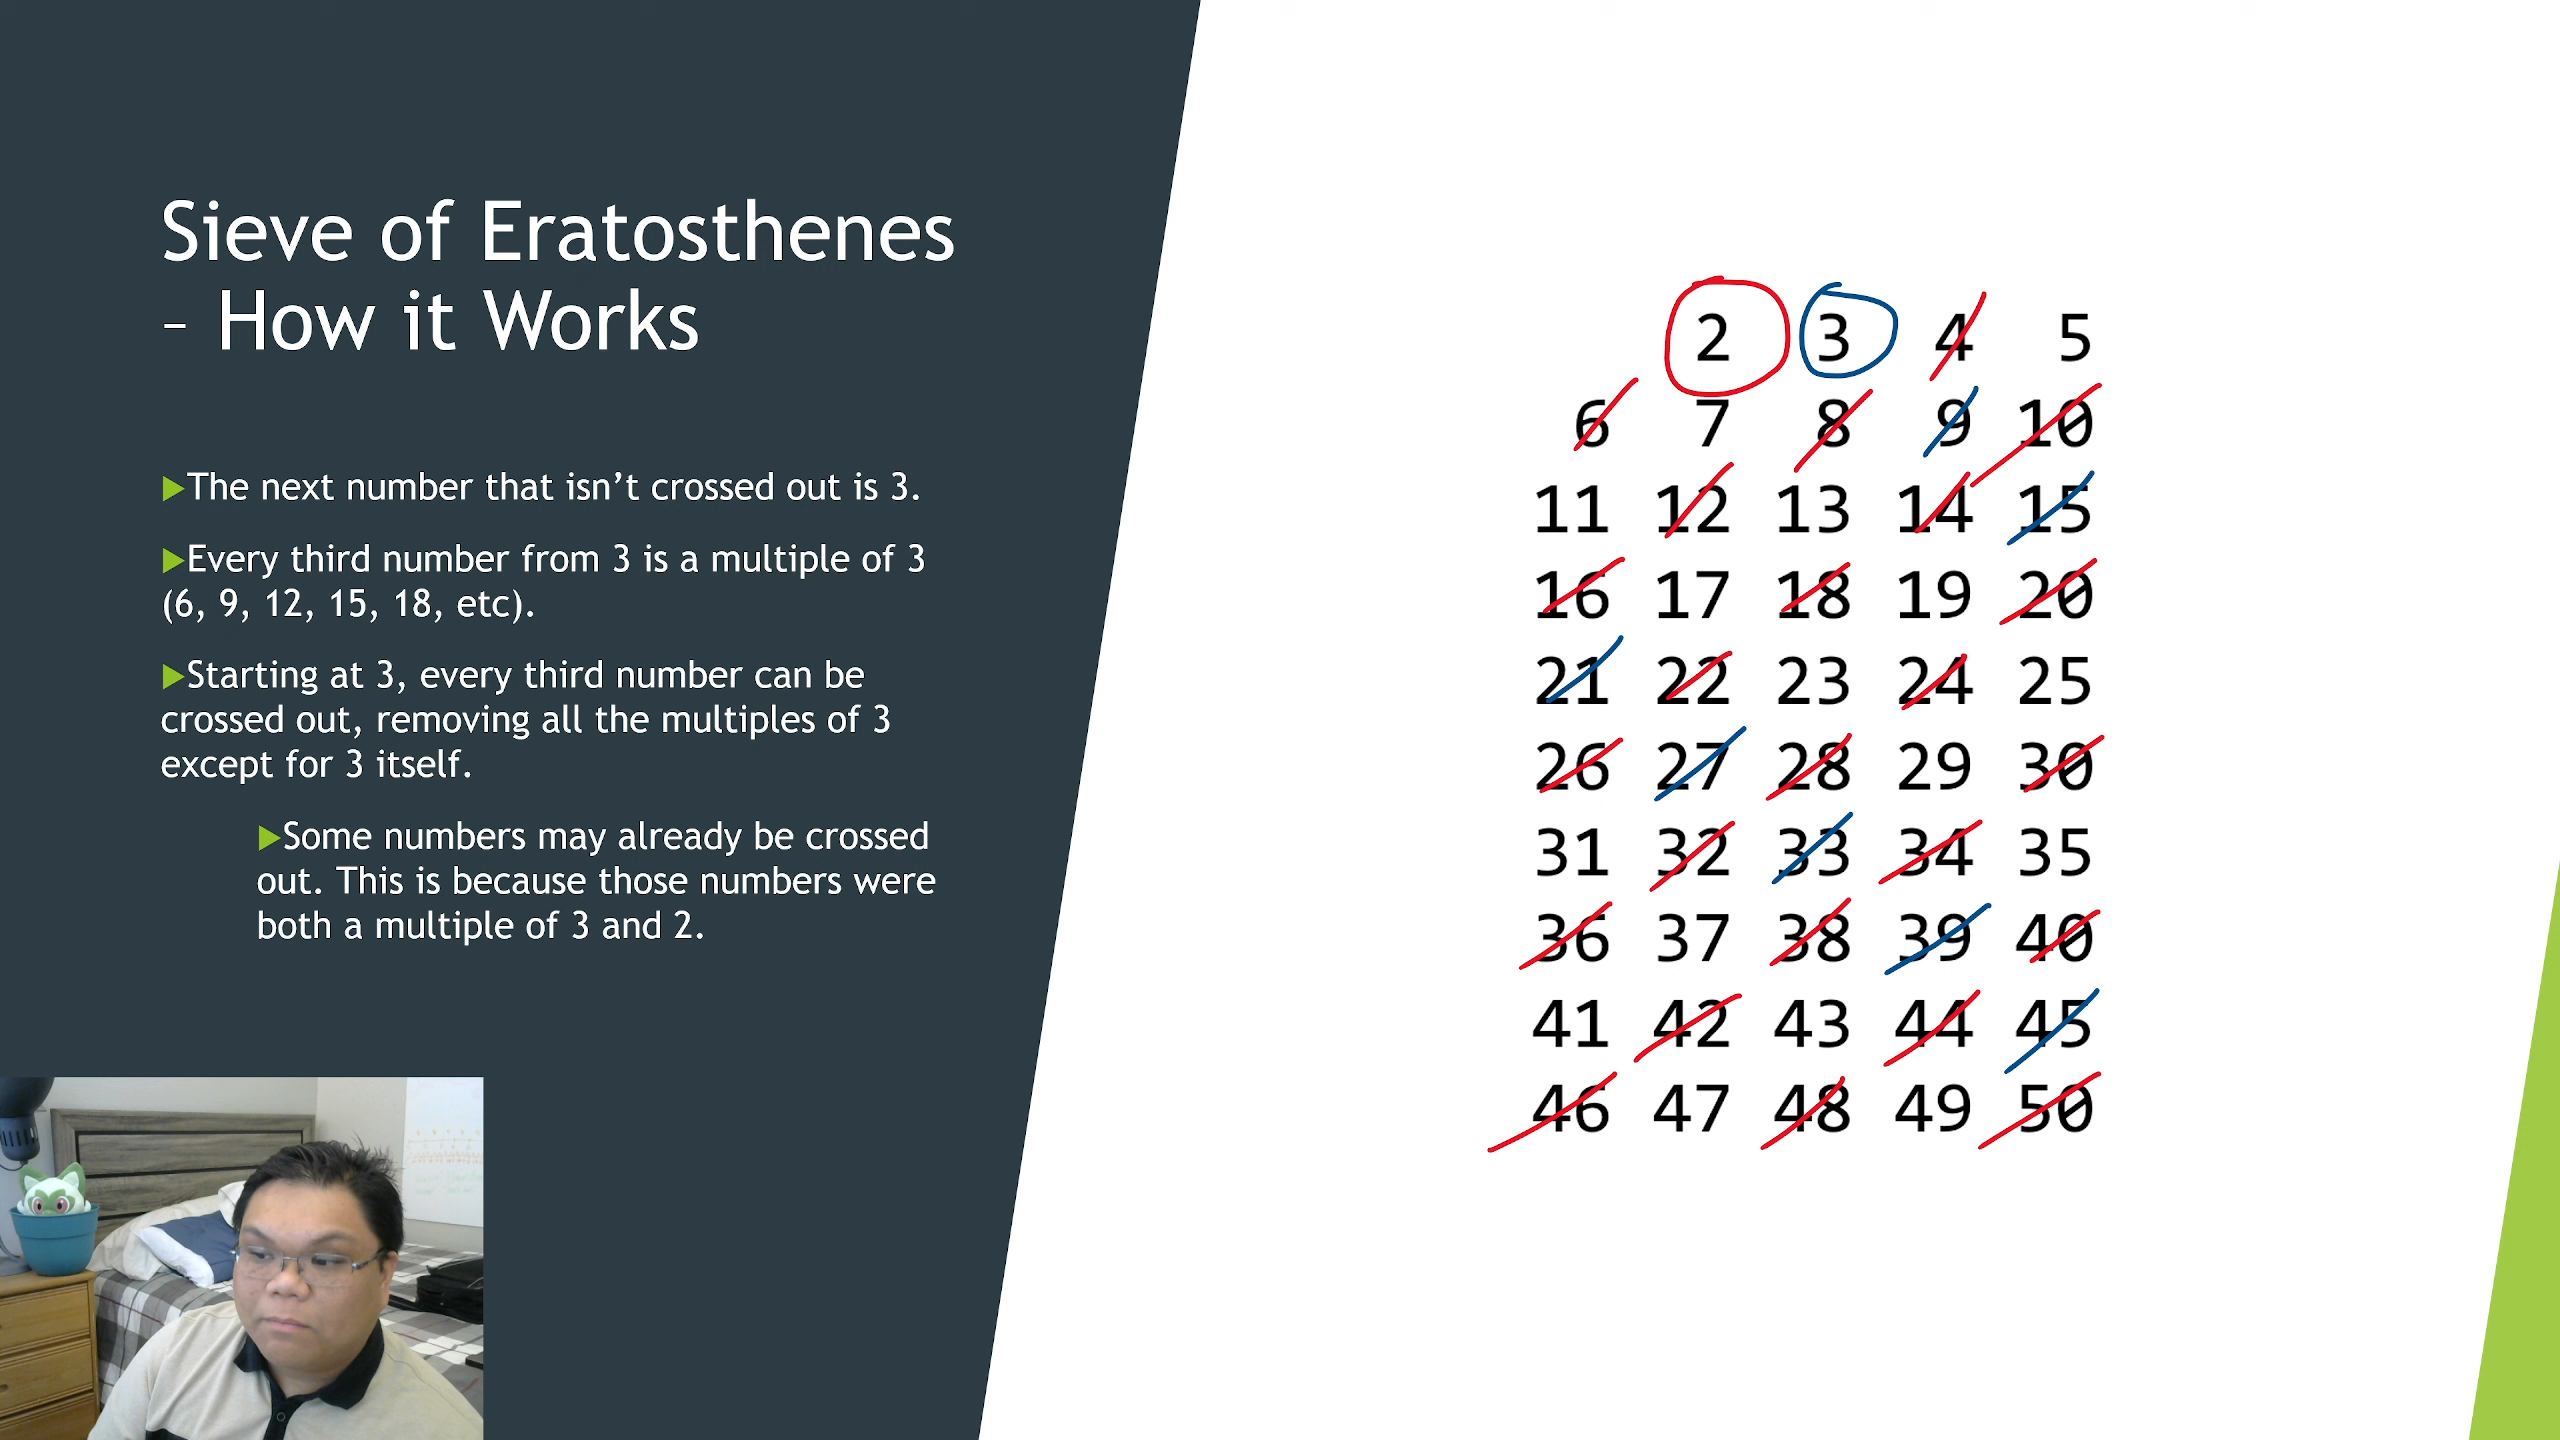 Sieve of Eratosthenes
– How it Works
The next number that isn’t crossed out is 3.
Every third number from 3 is a multiple of 3
(6, 9, 12, 15, 18, etc).
Starting at 3, every third number can be
crossed out, removing all the multiples of 3
except for 3 itself.
Some numbers may already be crossed
out. This is because those numbers were
both a multiple of 3 and 2.
2 3 4 5
6 7 8 9 10
11 12 13 14 15
16 17 18 19 20
21 22 23 24 25
26 27 28 29 30
31 32 33 34 35
36 37 38 39 40
41 42 43 44 45
46 47 48 49 50